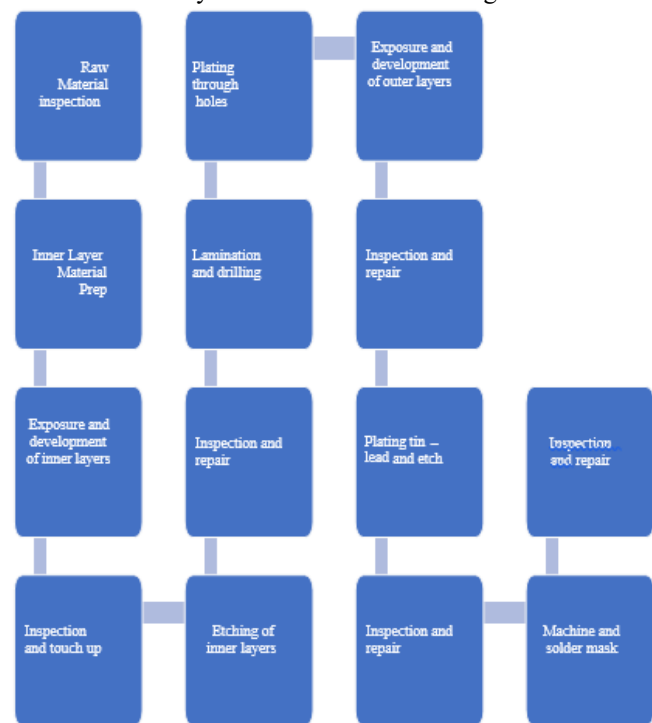 Raw
Material
inspection
Inner Layer
Material
Prep
Exposure and
development
of inner layers
Inspection
and touch up
Etching of
inner layers
Inspection and
repair
Lamination
and drilling
Plating
through
holes
Exposure and
development
of outer layers
Inspection and
repair
Plating tin –
lead and etch
Inspection and
repair
Machine and
solder mask
Inspection
and repair